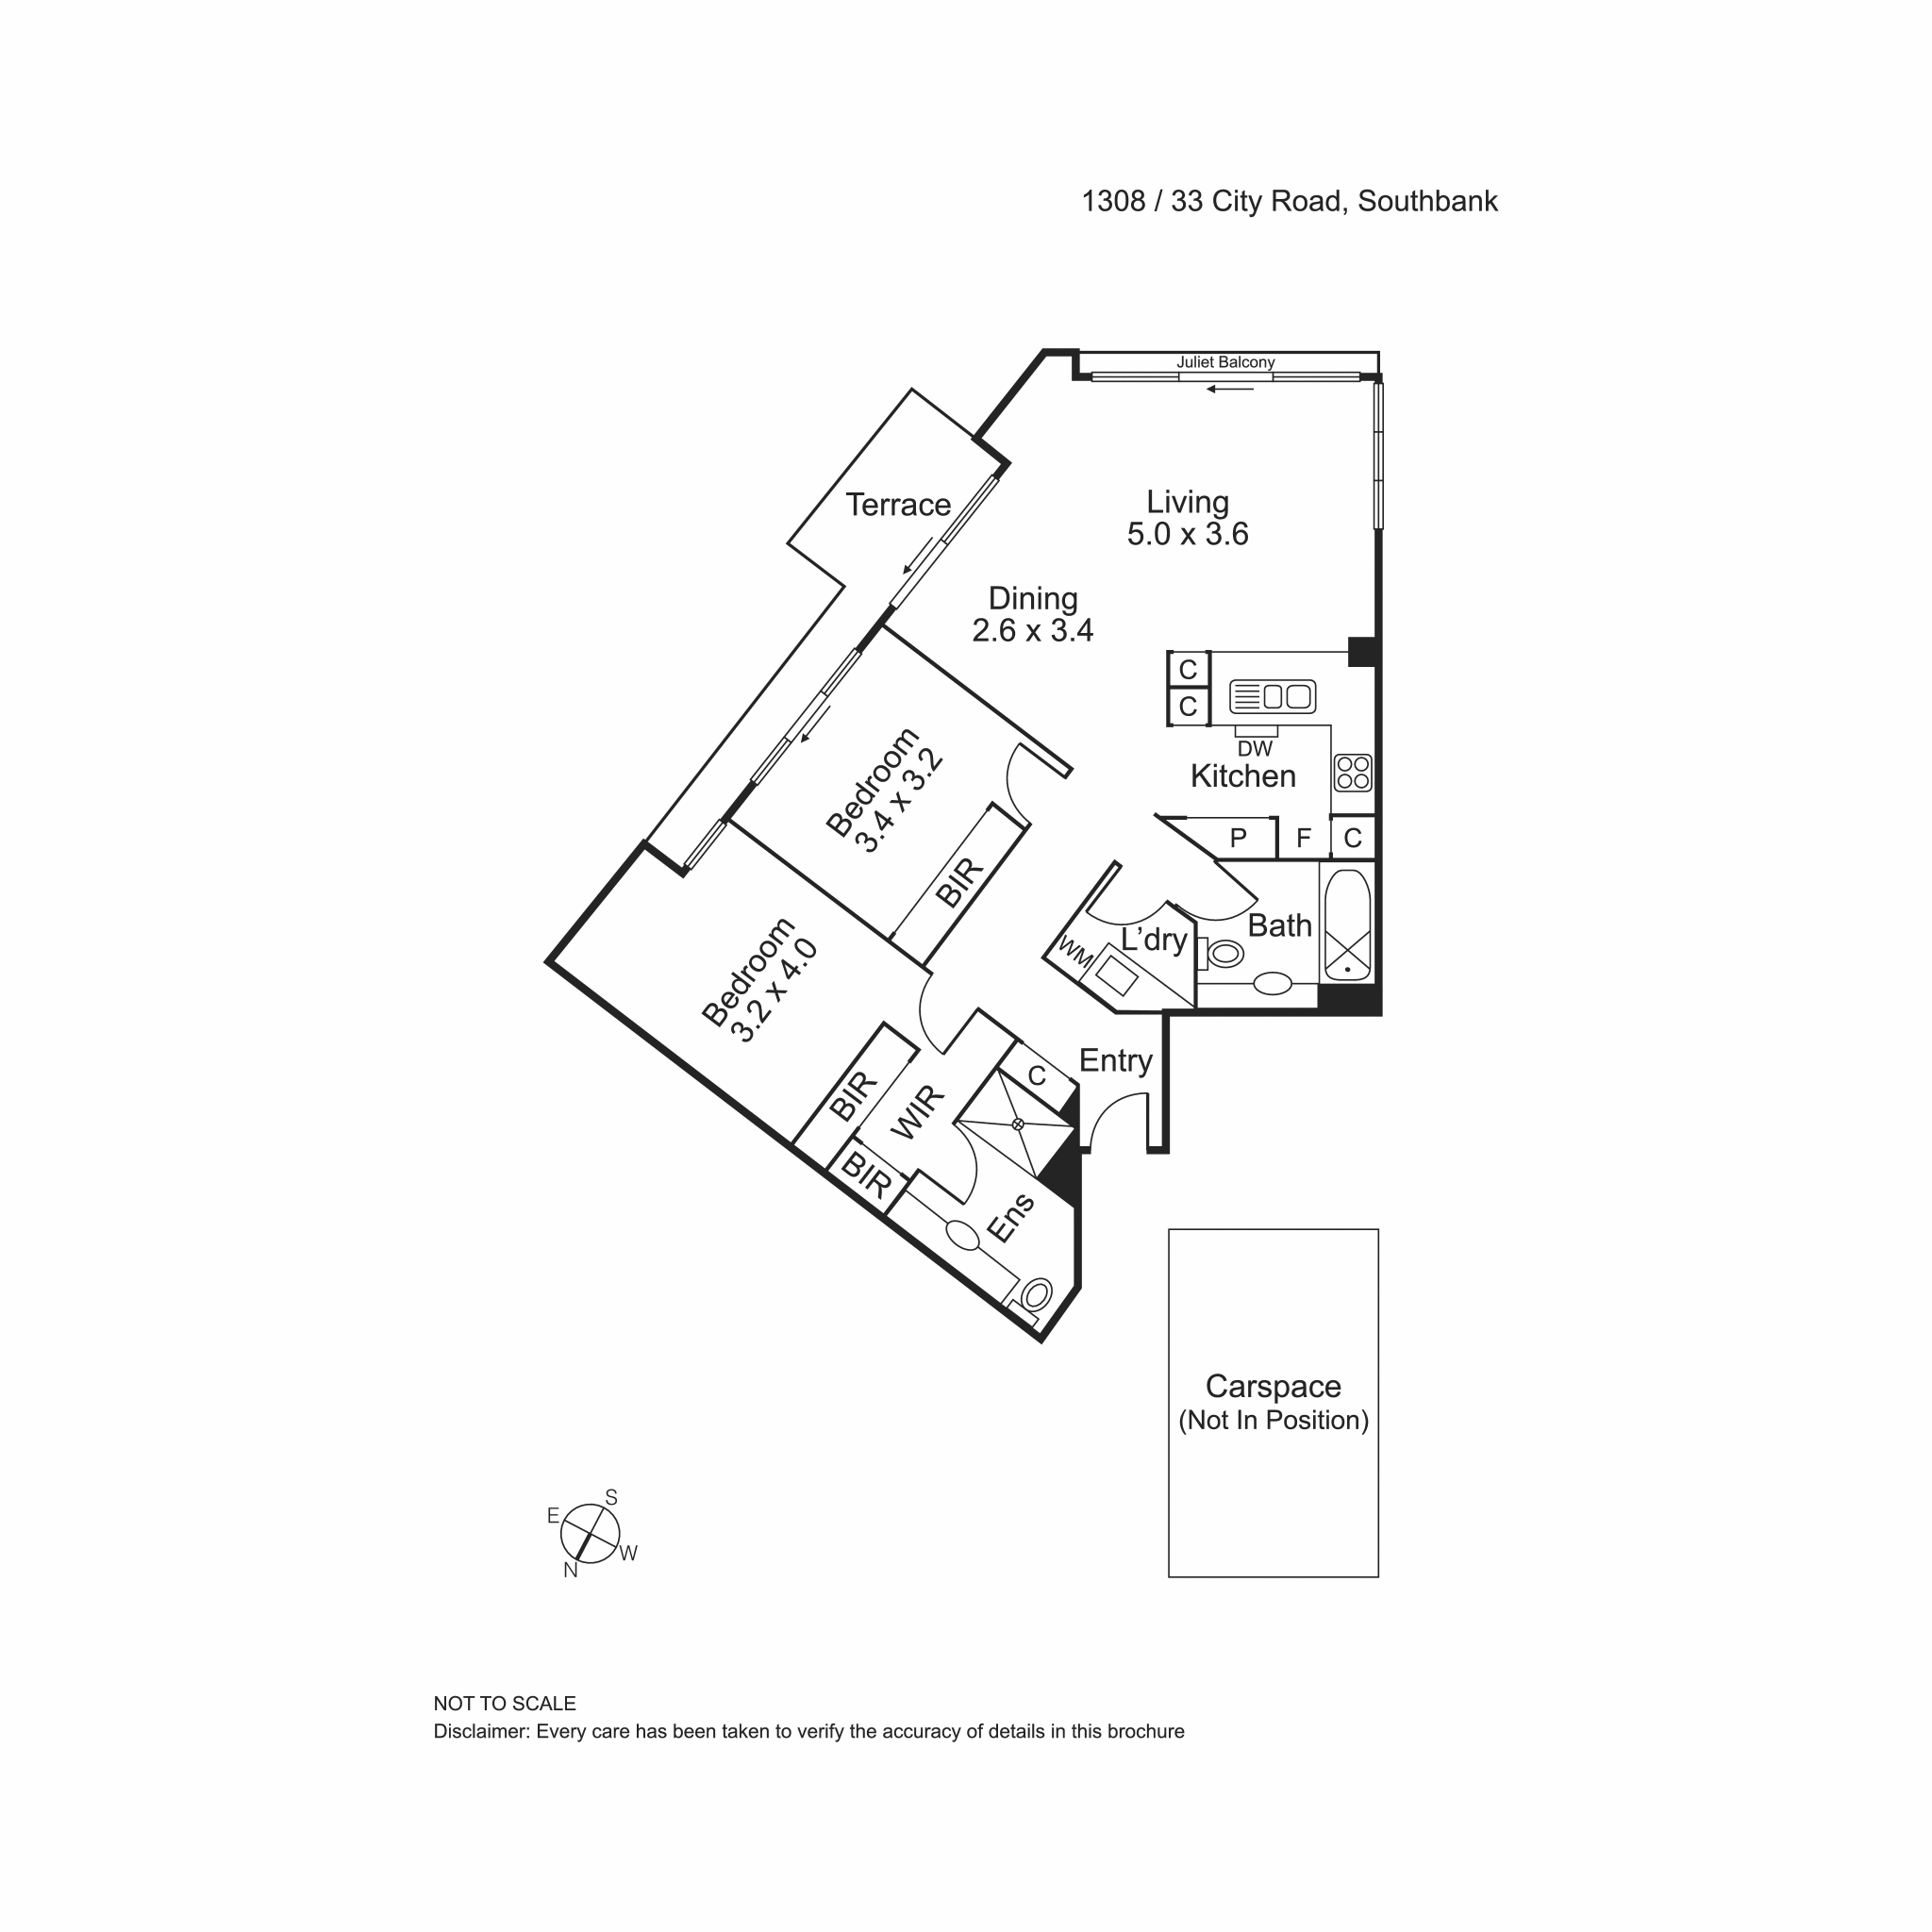 1308 / 33 City Road, Southbank
Juliet Balcony
Terrace
Living
5.0 x 3.6
Dining
2.6 x 3.4
C
C
DW
Kitchen
P
F
C
Bedroom
3.4 x 3.2
BIR
Bath
L'dry
WM
Bedroom
3.2 x 4.0
Entry
C
BIR
WIR
BIR
Ens
Carspace
(Not In Position)
S
E
W
N
NOT TO SCALE
Disclaimer: Every care has been taken to verify the accuracy of details in this brochure